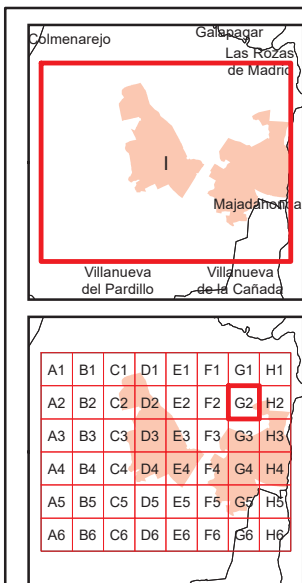 Colmenarejo
Galapagar
Las Rozas
de Madrid
I
Majadahonda
Villanueva
del Pardillo
Villanueva
de la Cañada
A1 B1 C1 D1 E1 F1 G1 H1
A2 B2 C2 D2 E2 F2 G2 H2
A3 B3 C3 D3 E3 F3 G3 H3
A4 B4 C4 D4 E4 F4 G4 H4
A5 B5 C5 D5 E5 F5 G5 H5
A6 B6 C6 D6 E6 F6 G6 H6